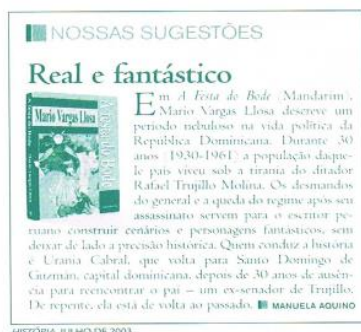 NOSSAS SUGESTÕES
Real e fantástico
Mario Vargas Llosa
A Festa do Bode
Em A Festa do Bode (Mandarim),
Mario Vargas Llosa descreve um
período nebuloso na vida política da
República Dominicana. Durante 30
anos (1930-1961) a população daque-
le país viveu sob a tirania do ditador
Rafael Trujillo Molina. Os desmandos
do general e a queda do regime após seu
assassinato servem para o escritor pe-
ruano construir cenários e personagens fantásticos, sem
deixar de lado a precisão histórica. Quem conduz a história
é Urania Cabral, que volta para Santo Domingo de
Guzmán, capital dominicana, depois de 30 anos de ausên-
cia para reencontrar o pai – um ex-senador de Trujillo.
De repente, ela está de volta ao passado. MANUELA AQUINO
HISTÓRIA, JULHO DE 2003